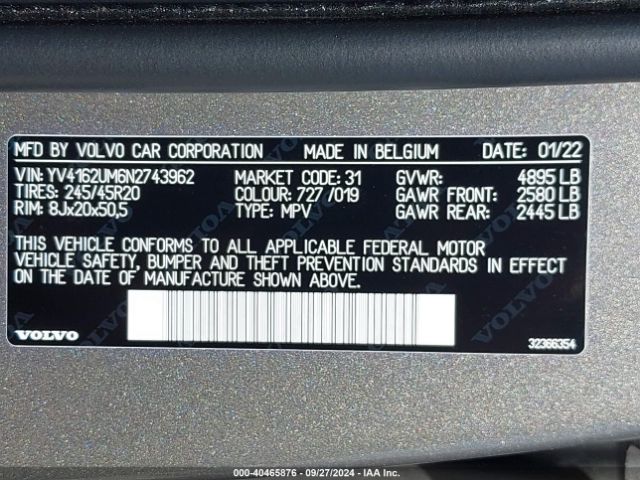 MFD BY VOLVO CAR CORPORATION MADE IN BELGIUM DATE: 01/22
VIN: YV4162UM6N2743962 MARKET CODE: 31 GVWR: 4895 LB
TIRES: 245/45R20 COLOUR: 727/019 GAWR FRONT: 2580 LB
RIM: 8Jx20x50,5 TYPE: MPV GAWR REAR: 2445 LB
THIS VEHICLE CONFORMS TO ALL APPLICABLE FEDERAL MOTOR
VEHICLE SAFETY, BUMPER AND THEFT PREVENTION STANDARDS IN EFFECT
ON THE DATE OF MANUFACTURE SHOWN ABOVE.
VOLVO 32366354
000-40465876 - 09/27/2024 - IAA Inc.